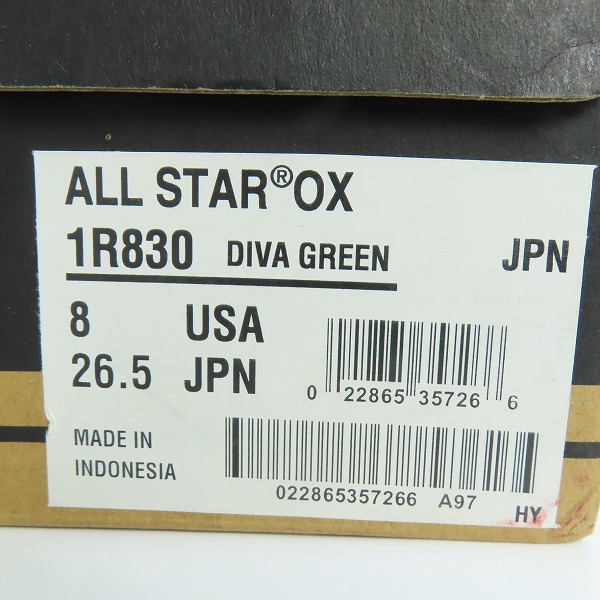 ALL STAR®OX
1R830 DIVA GREEN JPN
8 USA
26.5 JPN
0 22865 35726 6
MADE IN
INDONESIA
022865357266 A97
HY